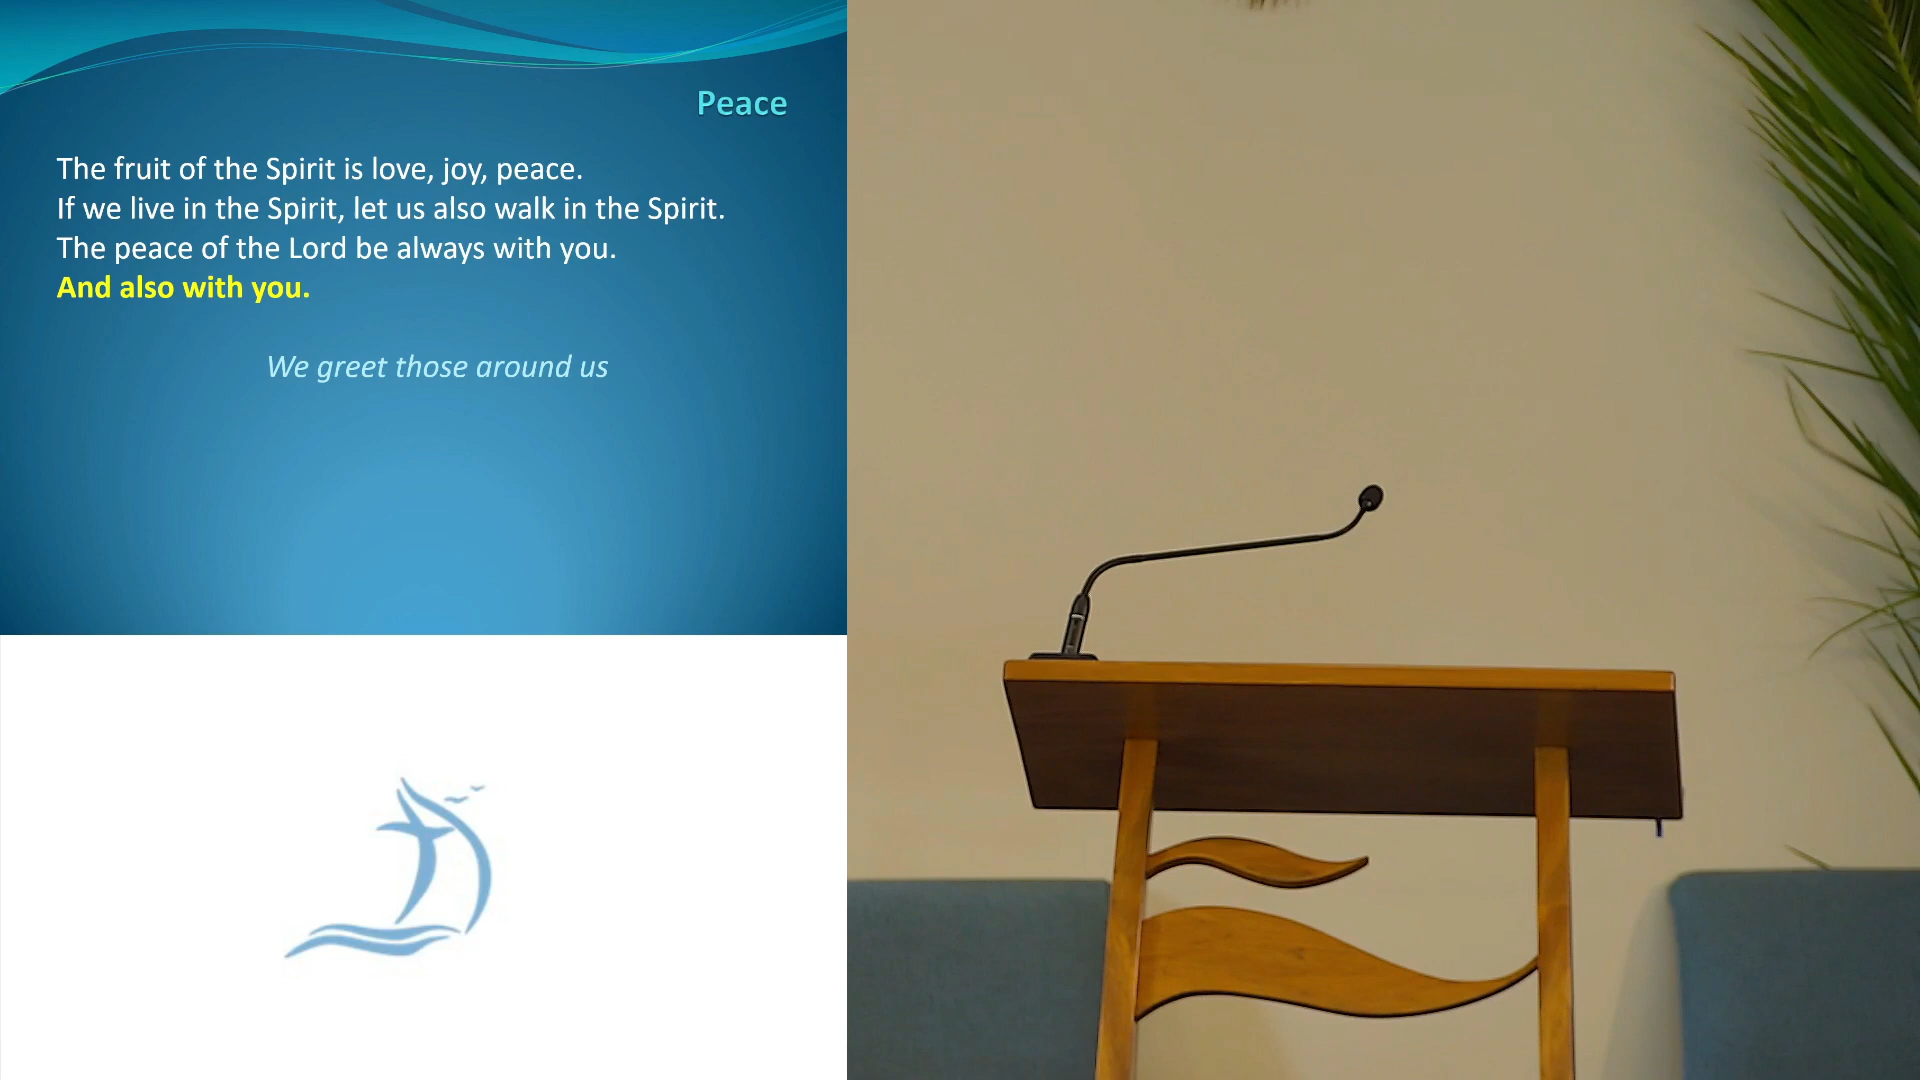 Peace
The fruit of the Spirit is love, joy, peace.
If we live in the Spirit, let us also walk in the Spirit.
The peace of the Lord be always with you.
And also with you.
We greet those around us